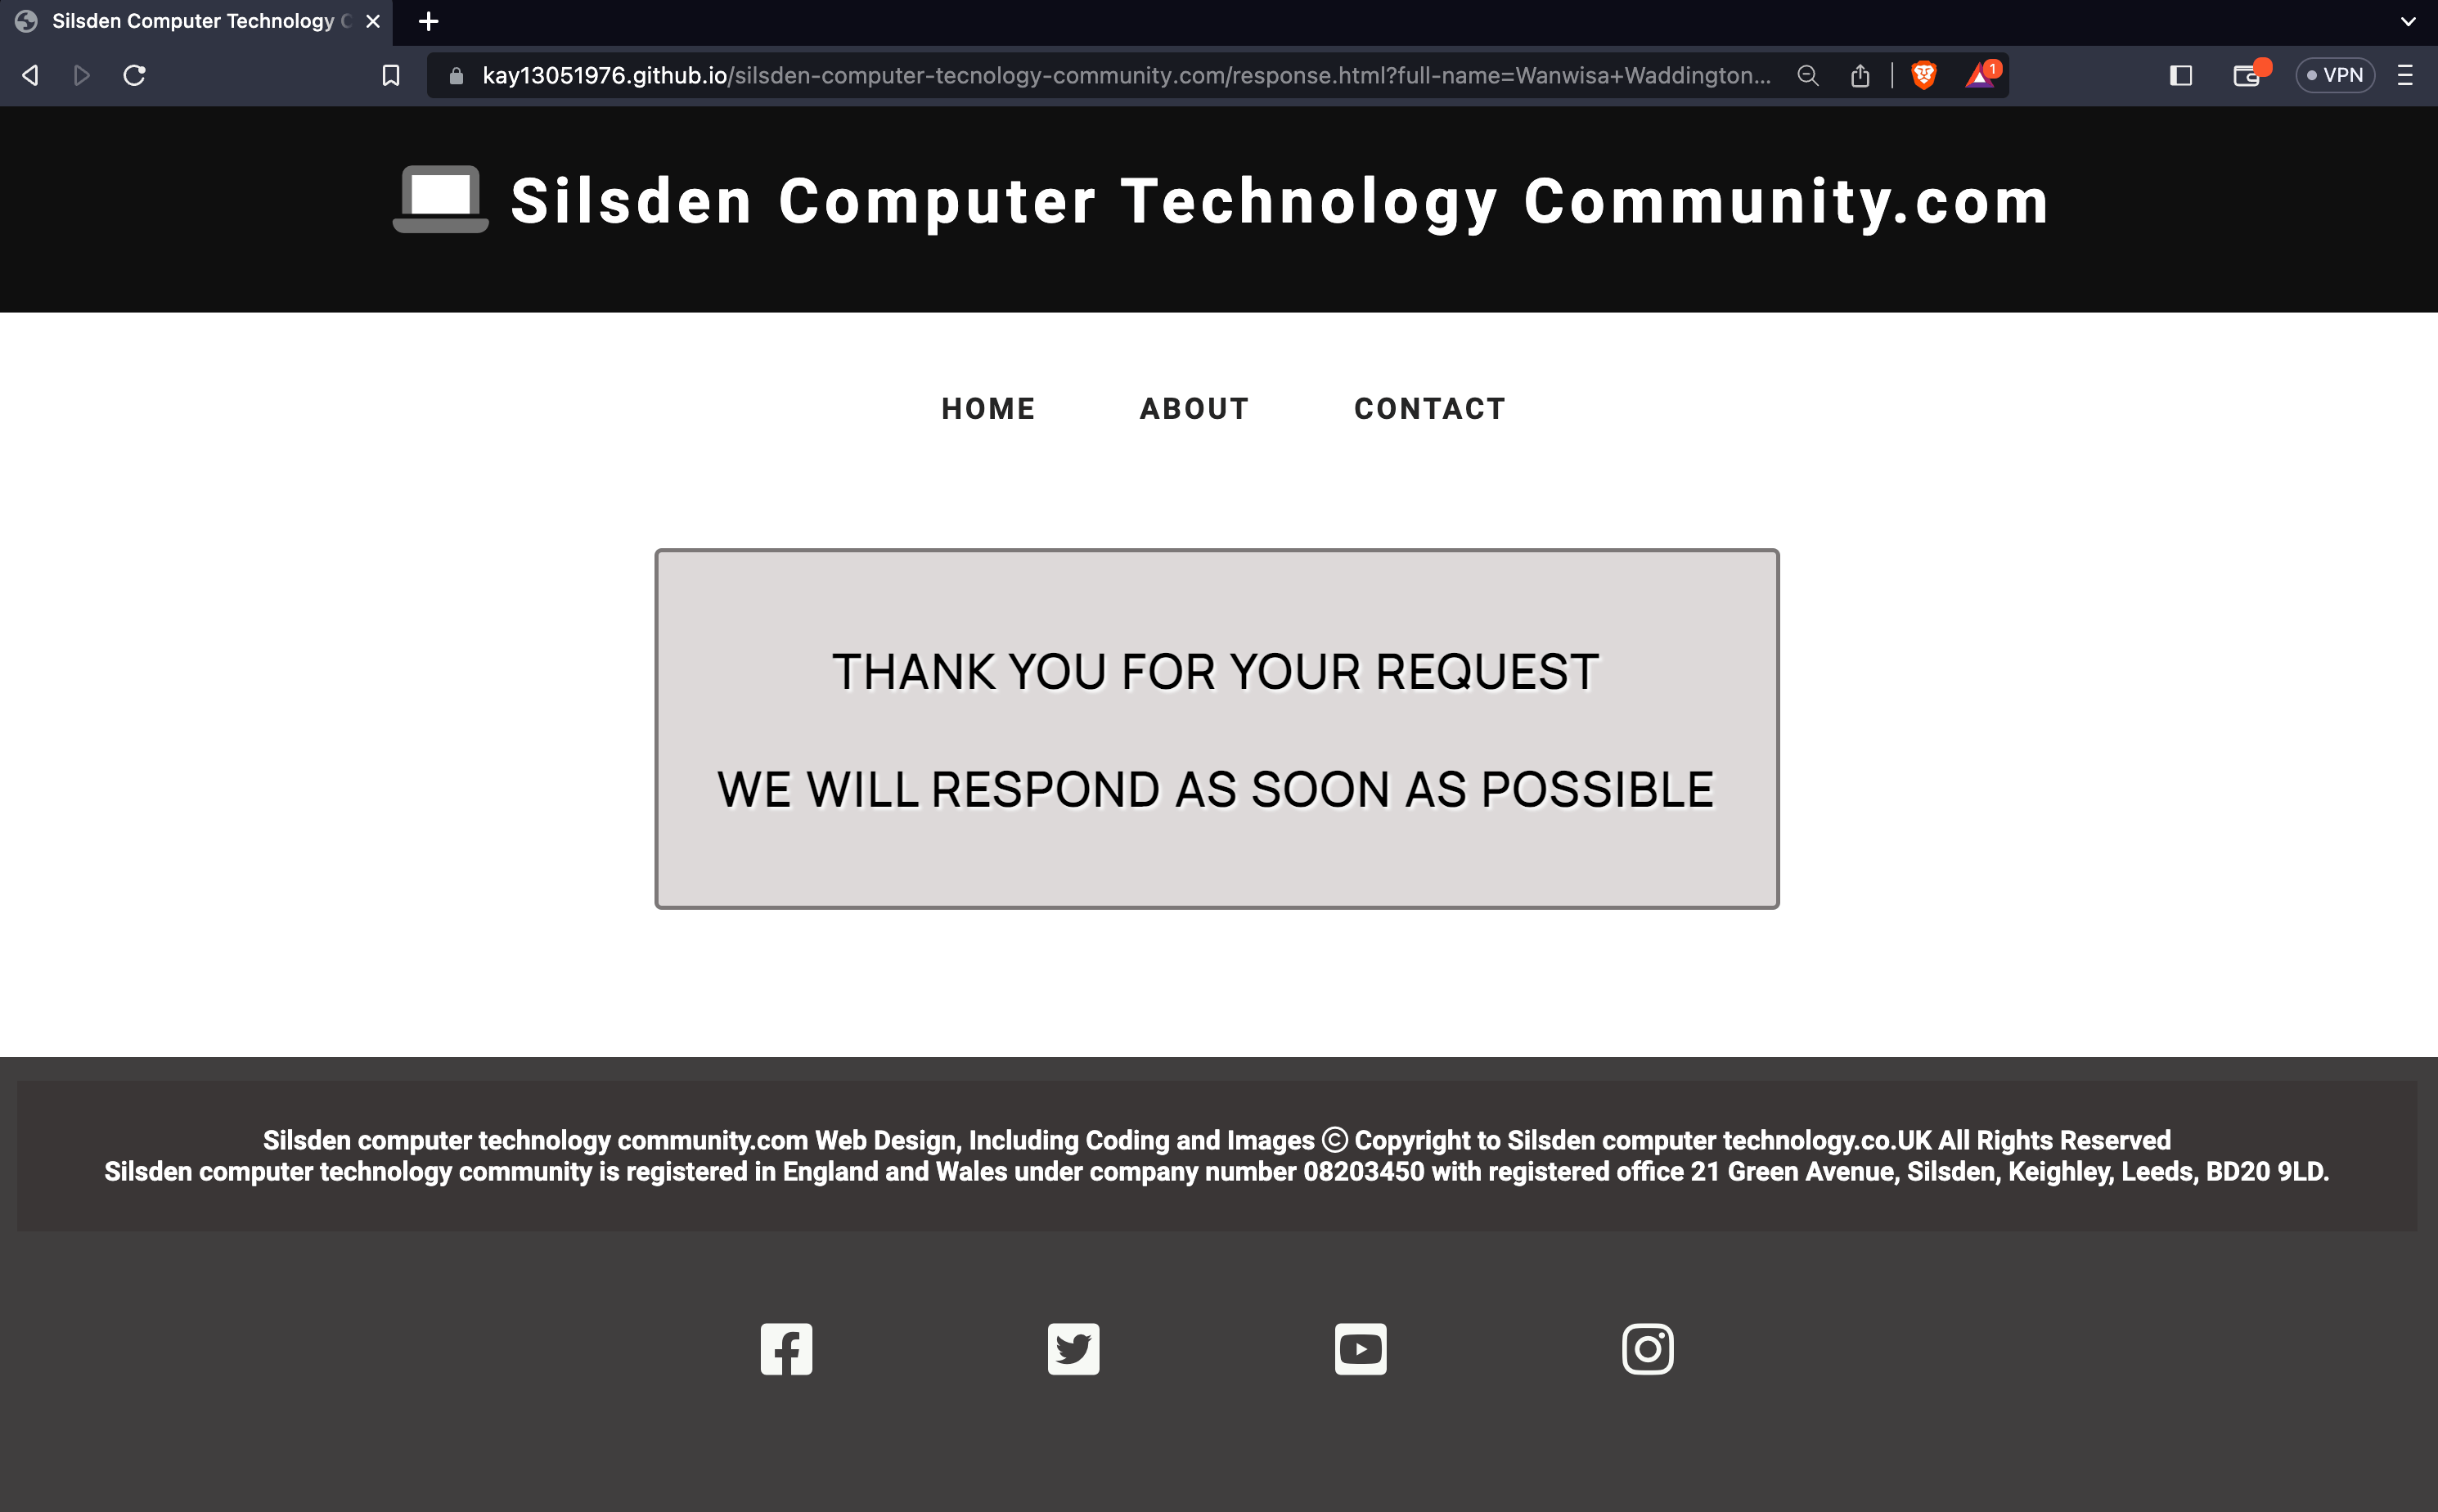 Silsden Computer Technology
kay13051976.github.io/silsden-computer-tecnology-community.com/response.html?full-name=Wanwisa+Waddington...
1
VPN
Silsden Computer Technology Community.com
HOME ABOUT CONTACT
THANK YOU FOR YOUR REQUEST
WE WILL RESPOND AS SOON AS POSSIBLE
Silsden computer technology community.com Web Design, Including Coding and Images © Copyright to Silsden computer technology.co.UK All Rights Reserved
Silsden computer technology community is registered in England and Wales under company number 08203450 with registered office 21 Green Avenue, Silsden, Keighley, Leeds, BD20 9LD.